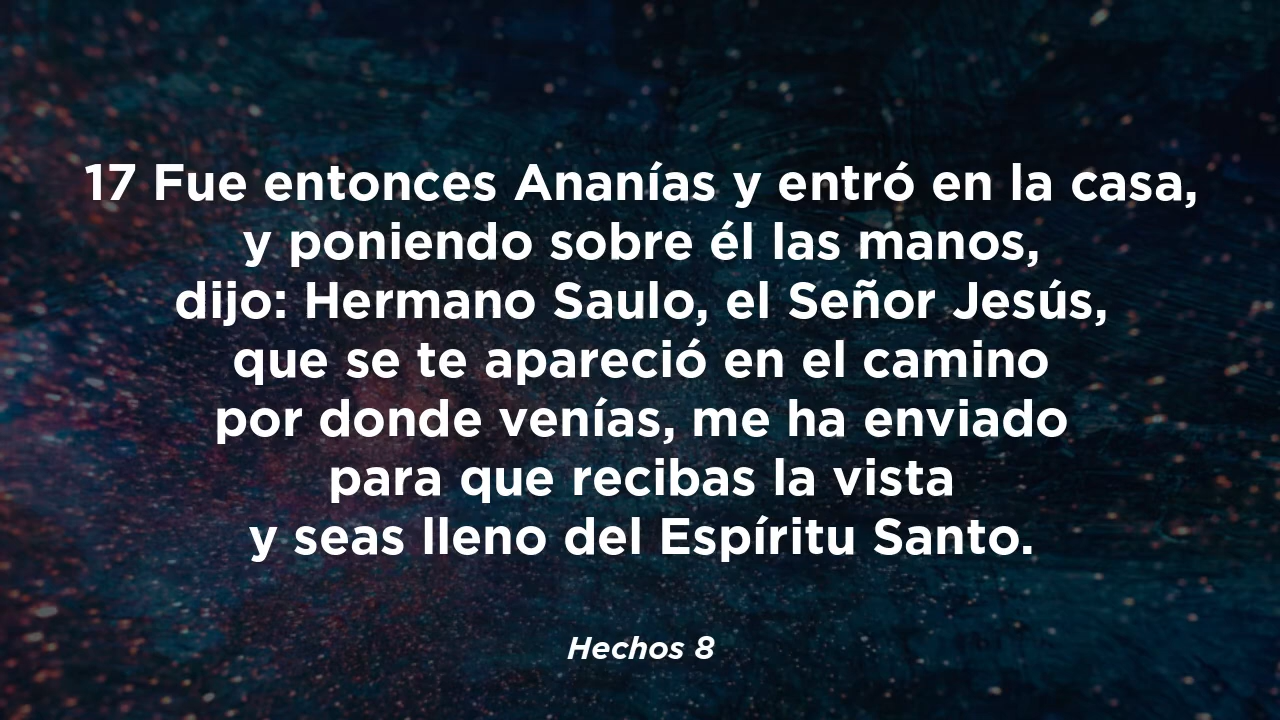 17 Fue entonces Ananías y entró en la casa,
y poniendo sobre él las manos,
dijo: Hermano Saulo, el Señor Jesús,
que se te apareció en el camino
por donde venías, me ha enviado
para que recibas la vista
y seas lleno del Espíritu Santo.
Hechos 8